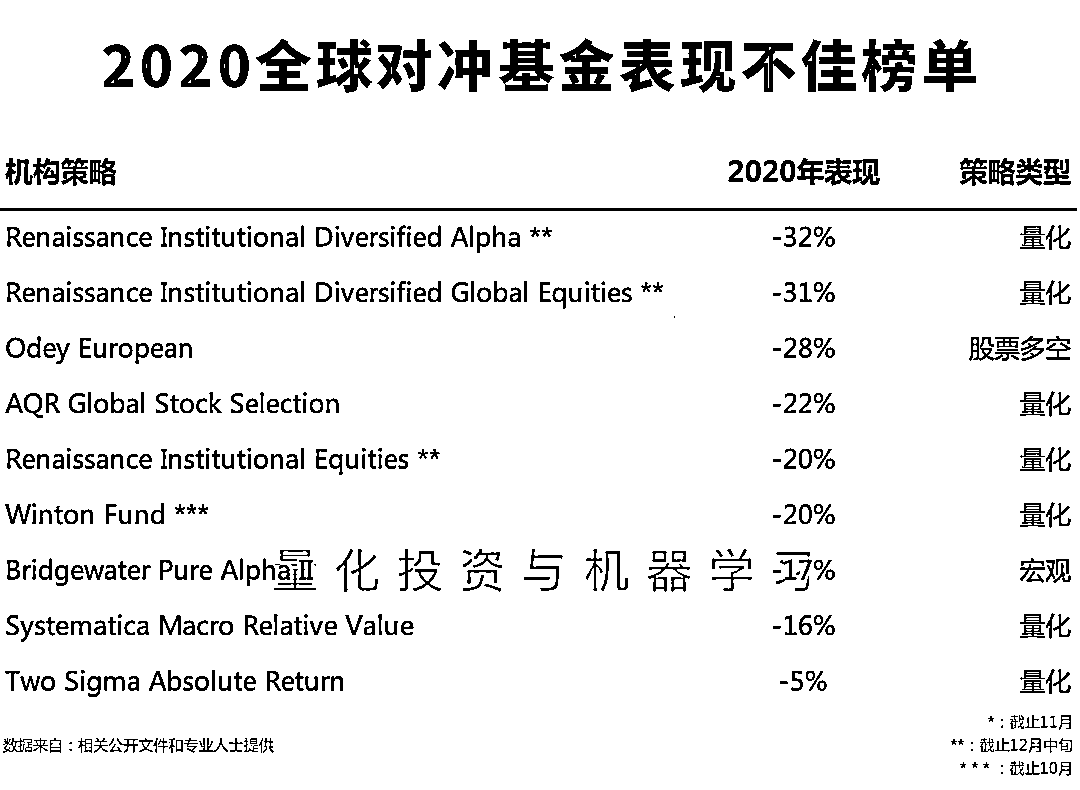 2020全球对冲基金表现不佳榜单
机构策略 2020年表现 策略类型
Renaissance Institutional Diversified Alpha ** -32% 量化
Renaissance Institutional Diversified Global Equities ** -31% 量化
Odey European -28% 股票多空
AQR Global Stock Selection -22% 量化
Renaissance Institutional Equities ** -20% 量化
Winton Fund *** -20% 量化
Bridgewater Pure Alpha II -17% 宏观
量化投资与机器学习
Systematica Macro Relative Value -16% 量化
Two Sigma Absolute Return -5% 量化
*：截止11月
数据来自：相关公开文件和专业人士提供 **：截止12月中旬
***：截止10月